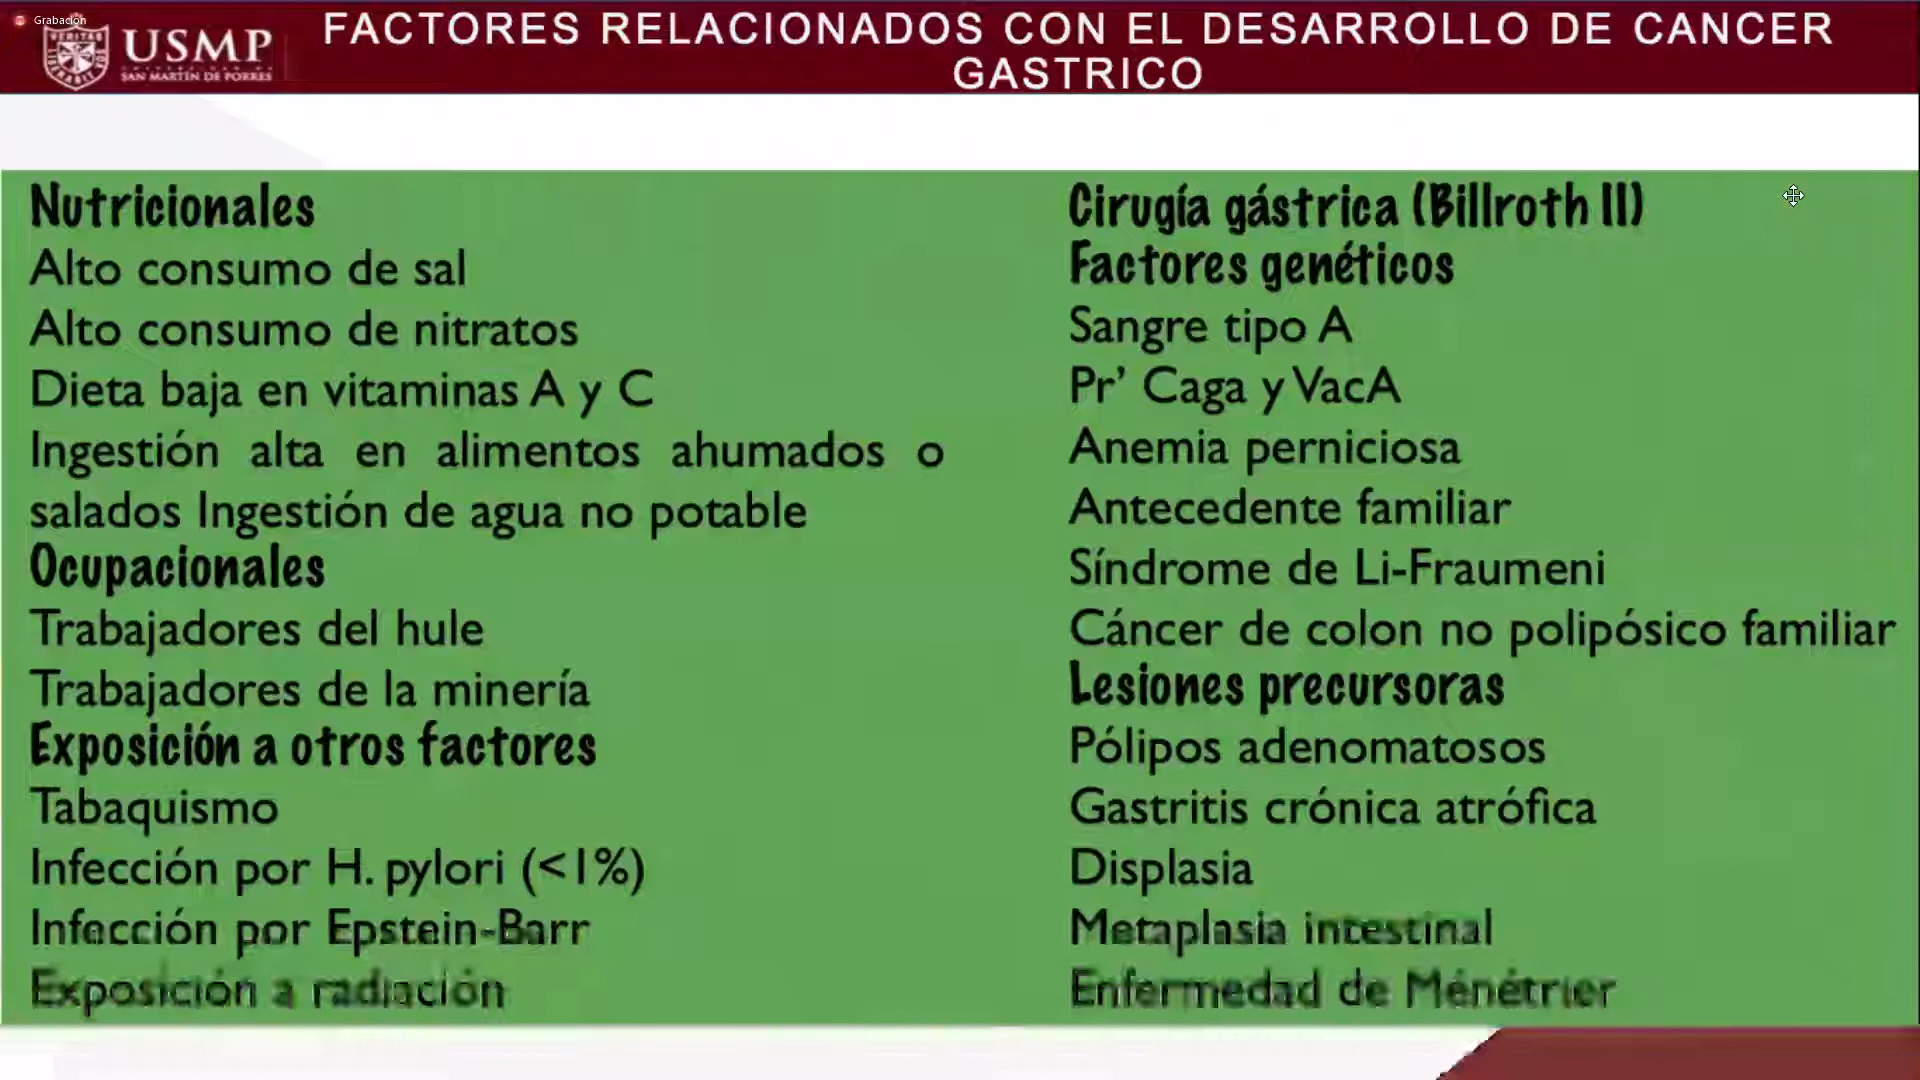 Grabación
USMP
SAN MARTÍN DE PORRES
FACTORES RELACIONADOS CON EL DESARROLLO DE CANCER
GASTRICO
Nutricionales
Alto consumo de sal
Alto consumo de nitratos
Dieta baja en vitaminas A y C
Ingestión alta en alimentos ahumados o
salados Ingestión de agua no potable
Ocupacionales
Trabajadores del hule
Trabajadores de la minería
Exposición a otros factores
Tabaquismo
Infección por H. pylori (<1%)
Infección por Epstein-Barr
Exposición a radiación
Cirugía gástrica (Billroth II)
Factores genéticos
Sangre tipo A
Pr’ Caga y VacA
Anemia perniciosa
Antecedente familiar
Síndrome de Li-Fraumeni
Cáncer de colon no polipósico familiar
Lesiones precursoras
Pólipos adenomatosos
Gastritis crónica atrófica
Displasia
Metaplasia intestinal
Enfermedad de Ménétrier